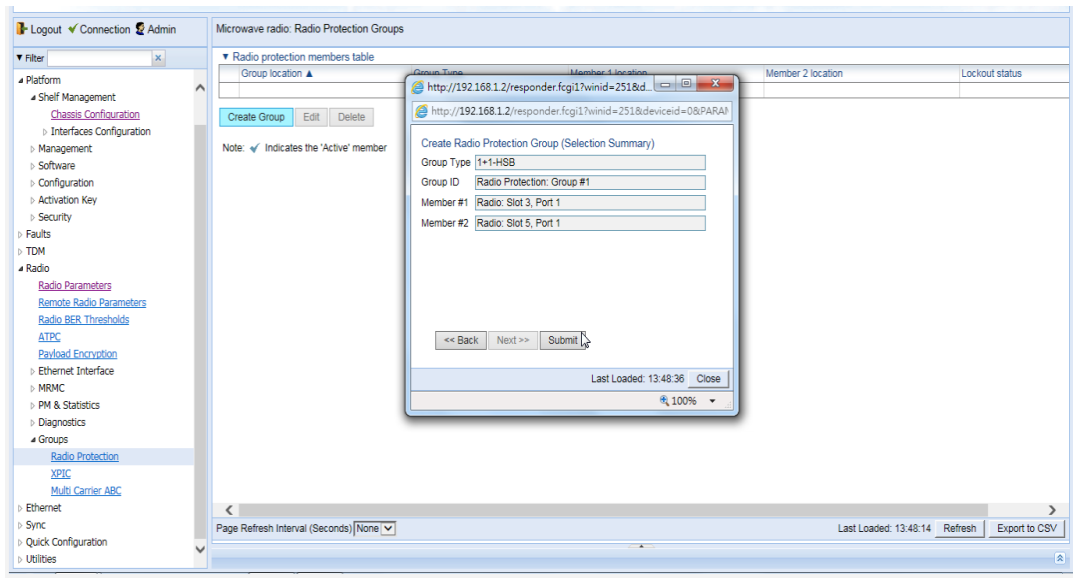 Logout Connection Admin
Microwave radio: Radio Protection Groups
Filter
Platform
Shelf Management
Chassis Configuration
Interfaces Configuration
Management
Software
Configuration
Activation Key
Security
Faults
TDM
Radio
Radio Parameters
Remote Radio Parameters
Radio BER Thresholds
ATPC
Payload Encryption
Ethernet Interface
MRMC
PM & Statistics
Diagnostics
Groups
Radio Protection
XPIC
Multi Carrier ABC
Ethernet
Sync
Quick Configuration
Utilities
▼ Radio protection members table
Group location ▲ Group Type Member 1 location Member 2 location Lockout status
Create Group Edit Delete
Note: ✔ Indicates the 'Active' member
http://192.168.1.2/responder.fcgi1?winid=251&d...
http://192.168.1.2/responder.fcgi1?winid=251&deviceid=0&PARAM
Create Radio Protection Group (Selection Summary)
Group Type 1+1-HSB
Group ID Radio Protection: Group #1
Member #1 Radio: Slot 3, Port 1
Member #2 Radio: Slot 5, Port 1
<< Back Next >> Submit
Last Loaded: 13:48:36 Close
100%
Page Refresh Interval (Seconds) None Last Loaded: 13:48:14 Refresh Export to CSV